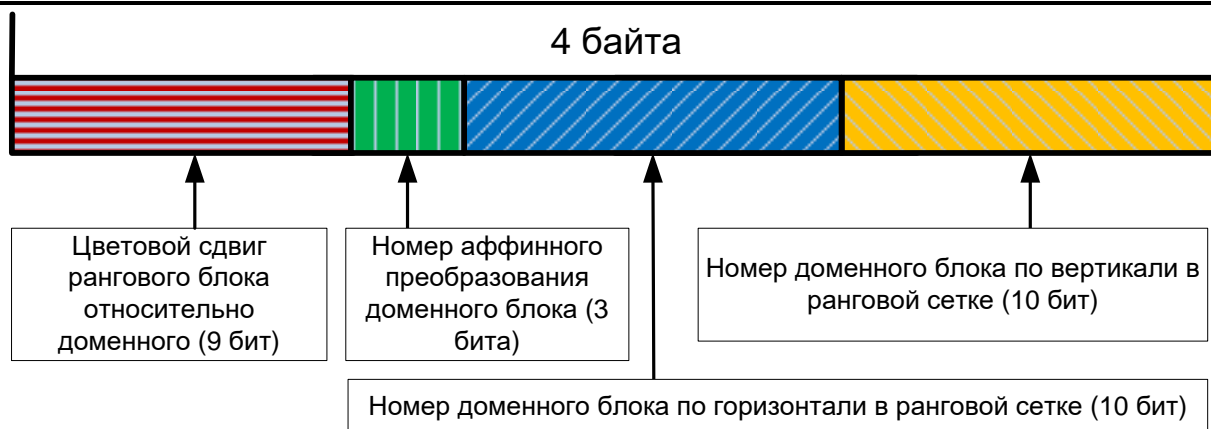 4 байта
Цветовой сдвиг
рангового блока
относительно
доменного (9 бит)
Номер аффинного
преобразования
доменного блока (3
бита)
Номер доменного блока по вертикали в
ранговой сетке (10 бит)
Номер доменного блока по горизонтали в ранговой сетке (10 бит)